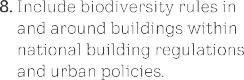 8. Include biodiversity rules in
and around buildings within
national building regulations
and urban policies.